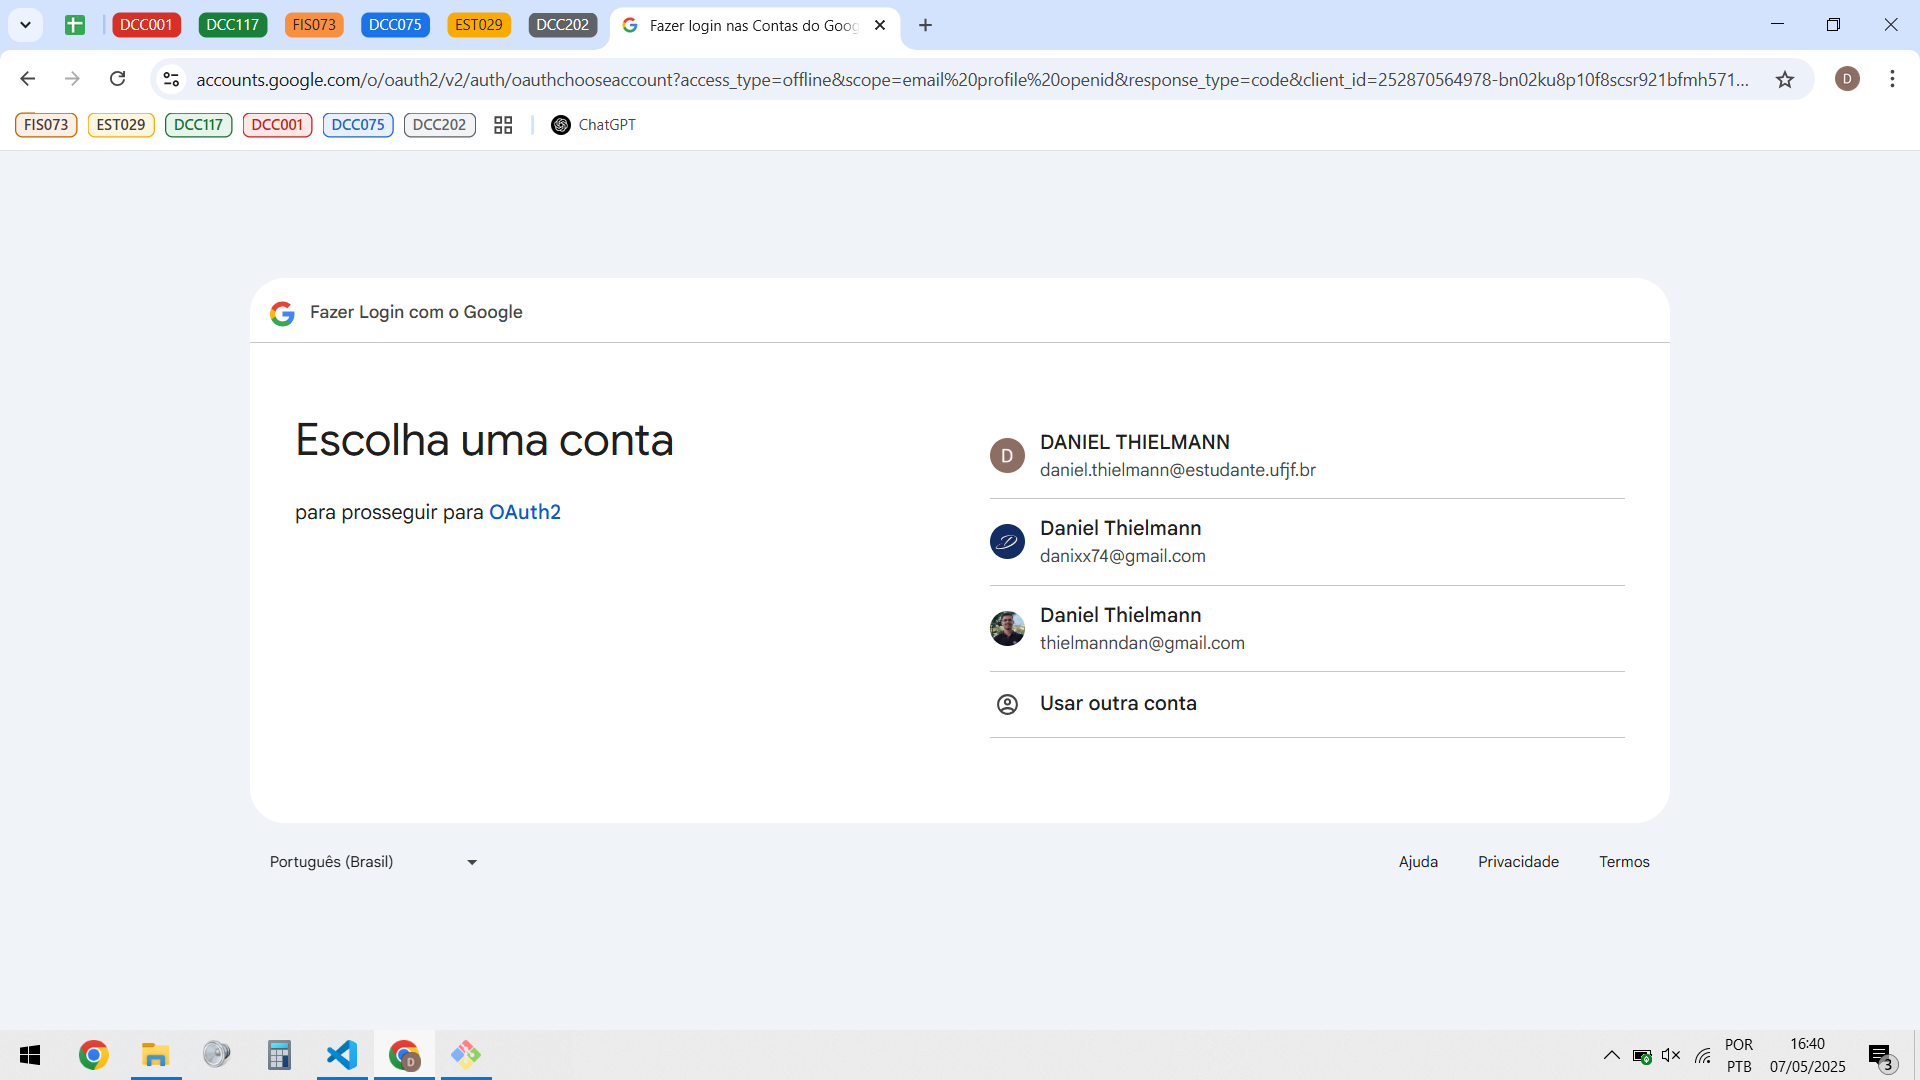 DCC001 DCC117 FIS073 DCC075 EST029 DCC202 Fazer login nas Contas do Goog
accounts.google.com/o/oauth2/v2/auth/oauthchooseaccount?access_type=offline&scope=email%20profile%20openid&response_type=code&client_id=252870564978-bn02ku8p10f8scsr921bfmh571... D
FIS073 EST029 DCC117 DCC001 DCC075 DCC202 ChatGPT
Fazer Login com o Google
Escolha uma conta
para prosseguir para OAuth2
D
DANIEL THIELMANN
daniel.thielmann@estudante.ufjf.br
D
Daniel Thielmann
danixx74@gmail.com
Daniel Thielmann
thielmanndan@gmail.com
Usar outra conta
Português (Brasil) Ajuda Privacidade Termos
D
POR
PTB
16:40
07/05/2025
3